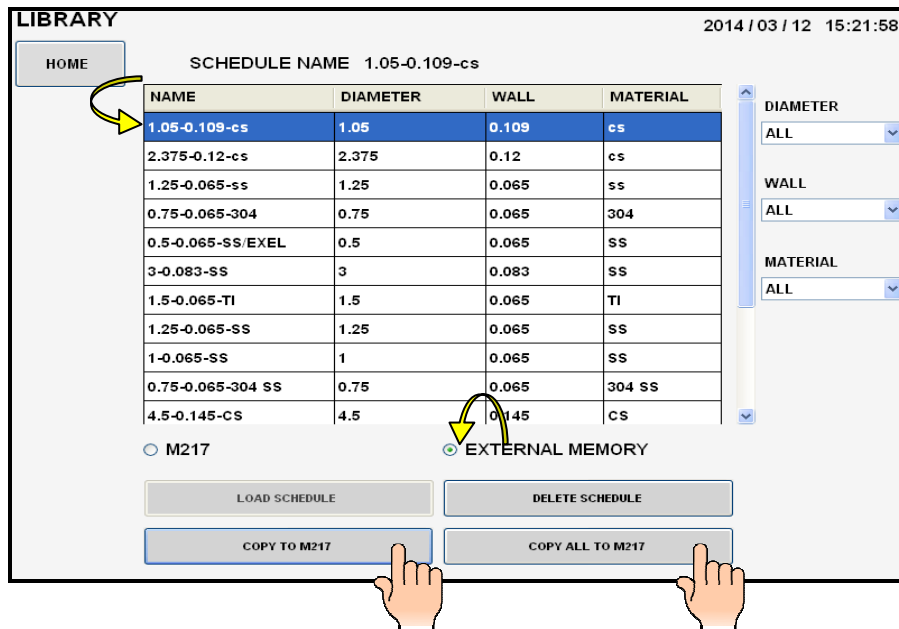 LIBRARY
2014 / 03 / 12 15:21:58
HOME
SCHEDULE NAME 1.05-0.109-cs
NAME DIAMETER WALL MATERIAL
1.05-0.109-cs 1.05 0.109 cs
2.375-0.12-cs 2.375 0.12 cs
1.25-0.065-ss 1.25 0.065 ss
0.75-0.065-304 0.75 0.065 304
0.5-0.065-SS/EXEL 0.5 0.065 SS
3-0.083-SS 3 0.083 SS
1.5-0.065-TI 1.5 0.065 TI
1.25-0.065-SS 1.25 0.065 SS
1-0.065-SS 1 0.065 SS
0.75-0.065-304 SS 0.75 0.065 304 SS
4.5-0.145-CS 4.5 0.145 CS
DIAMETER
ALL
WALL
ALL
MATERIAL
ALL
M217 EXTERNAL MEMORY
LOAD SCHEDULE DELETE SCHEDULE
COPY TO M217 COPY ALL TO M217